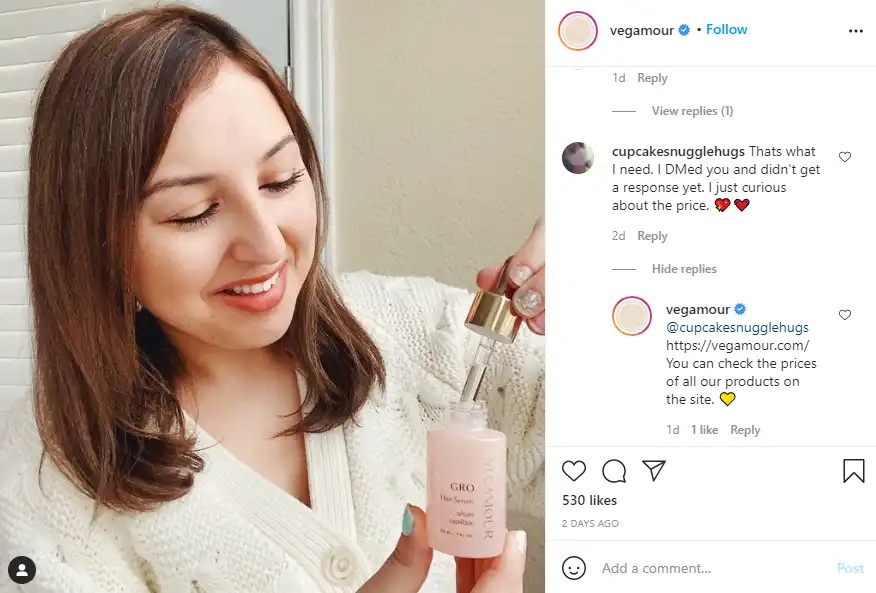 vegamour • Follow
1d Reply
View replies (1)
cupcakesnugglehugs Thats what
I need. I DMed you and didn't get
a response yet. I just curious
about the price. 💖❤️
2d Reply
Hide replies
vegamour
@cupcakesnugglehugs
https://vegamour.com/
You can check the prices
of all our products on
the site. 💛
1d 1 like Reply
530 likes
2 DAYS AGO
Add a comment... Post
GRO
Hair Serum
VEGAMOUR